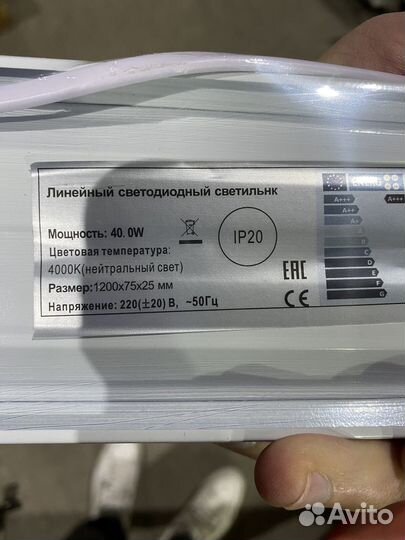 Линейный светодиодный светильнк
Мощность: 40.0W
Цветовая температура:
4000К(нейтральный свет)
Размер:1200x75x25 мм
Напряжение: 220(±20) В, ~50Гц
IP20
EAC
CE
A+++
A++
A+
C
D
E
F
G
A+++
Avito